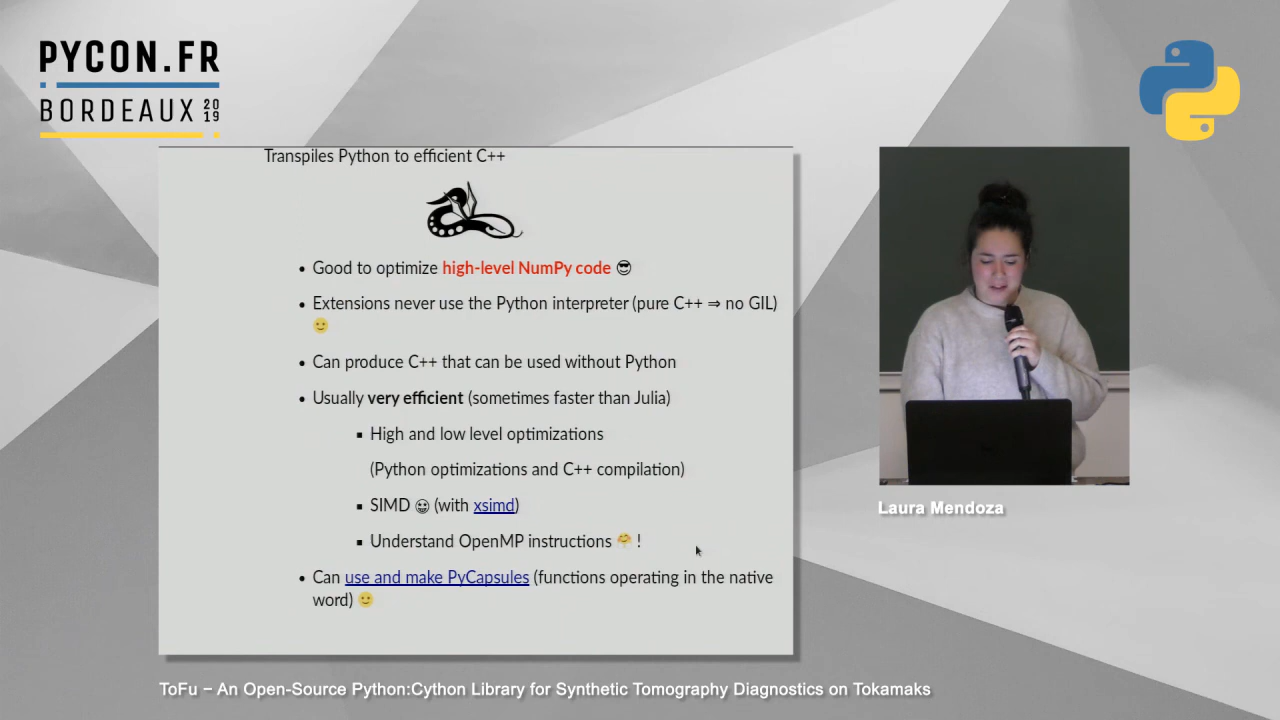 PYCON.FR
BORDEAUX 2019
Transpiles Python to efficient C++
• Good to optimize high-level NumPy code 😎
• Extensions never use the Python interpreter (pure C++ ⇒ no GIL)
🙂
• Can produce C++ that can be used without Python
• Usually very efficient (sometimes faster than Julia)
▪ High and low level optimizations
(Python optimizations and C++ compilation)
▪ SIMD 😀 (with xsimd)
▪ Understand OpenMP instructions 🤗 !
• Can use and make PyCapsules (functions operating in the native
word) 🙂
Laura Mendoza
ToFu – An Open-Source Python:Cython Library for Synthetic Tomography Diagnostics on Tokamaks